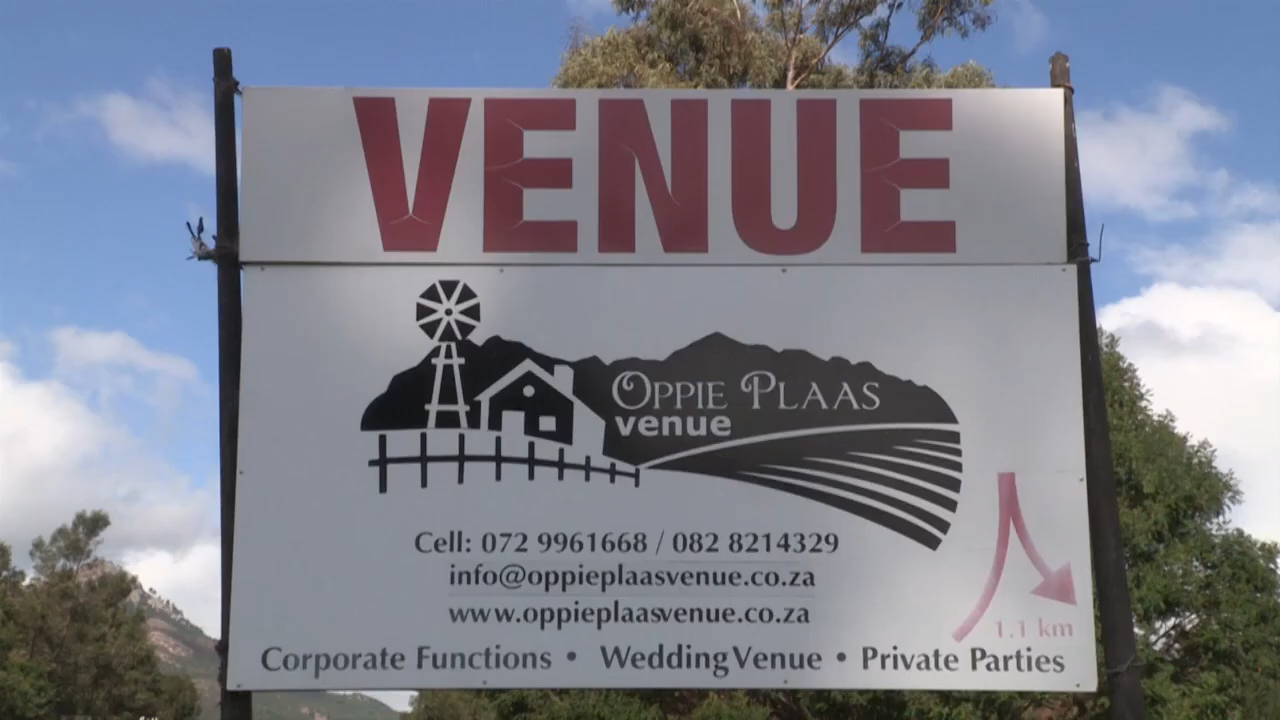 VENUE
OPPIE PLAAS
venue
Cell: 072 9961668 / 082 8214329
info@oppieplaasvenue.co.za
www.oppieplaasvenue.co.za
1.1 km
Corporate Functions • Wedding Venue • Private Parties